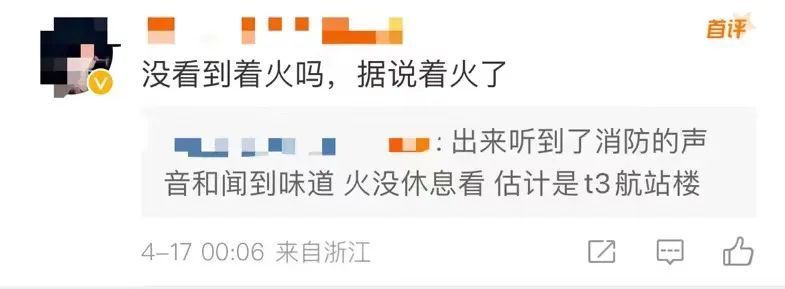 首评
没看到着火吗，据说着火了
: 出来听到了消防的声
音和闻到味道 火没休息看 估计是t3航站楼
4-17 00:06 来自浙江